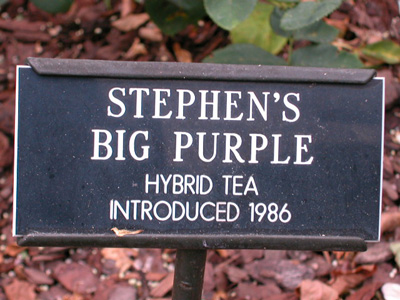 STEPHEN'S
BIG PURPLE
HYBRID TEA
INTRODUCED 1986